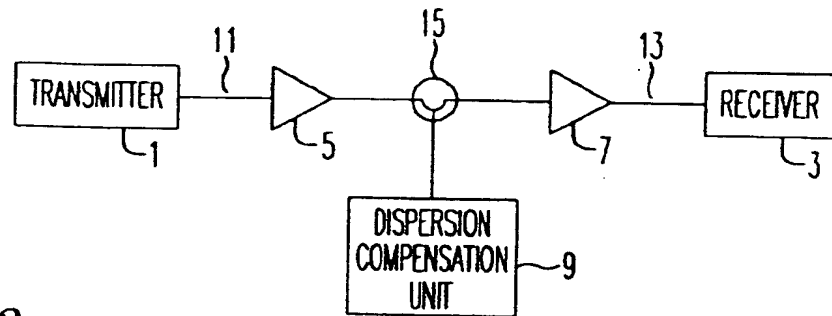 15
11
13
TRANSMITTER
RECEIVER
1
5
7
3
DISPERSION
COMPENSATION
UNIT
9